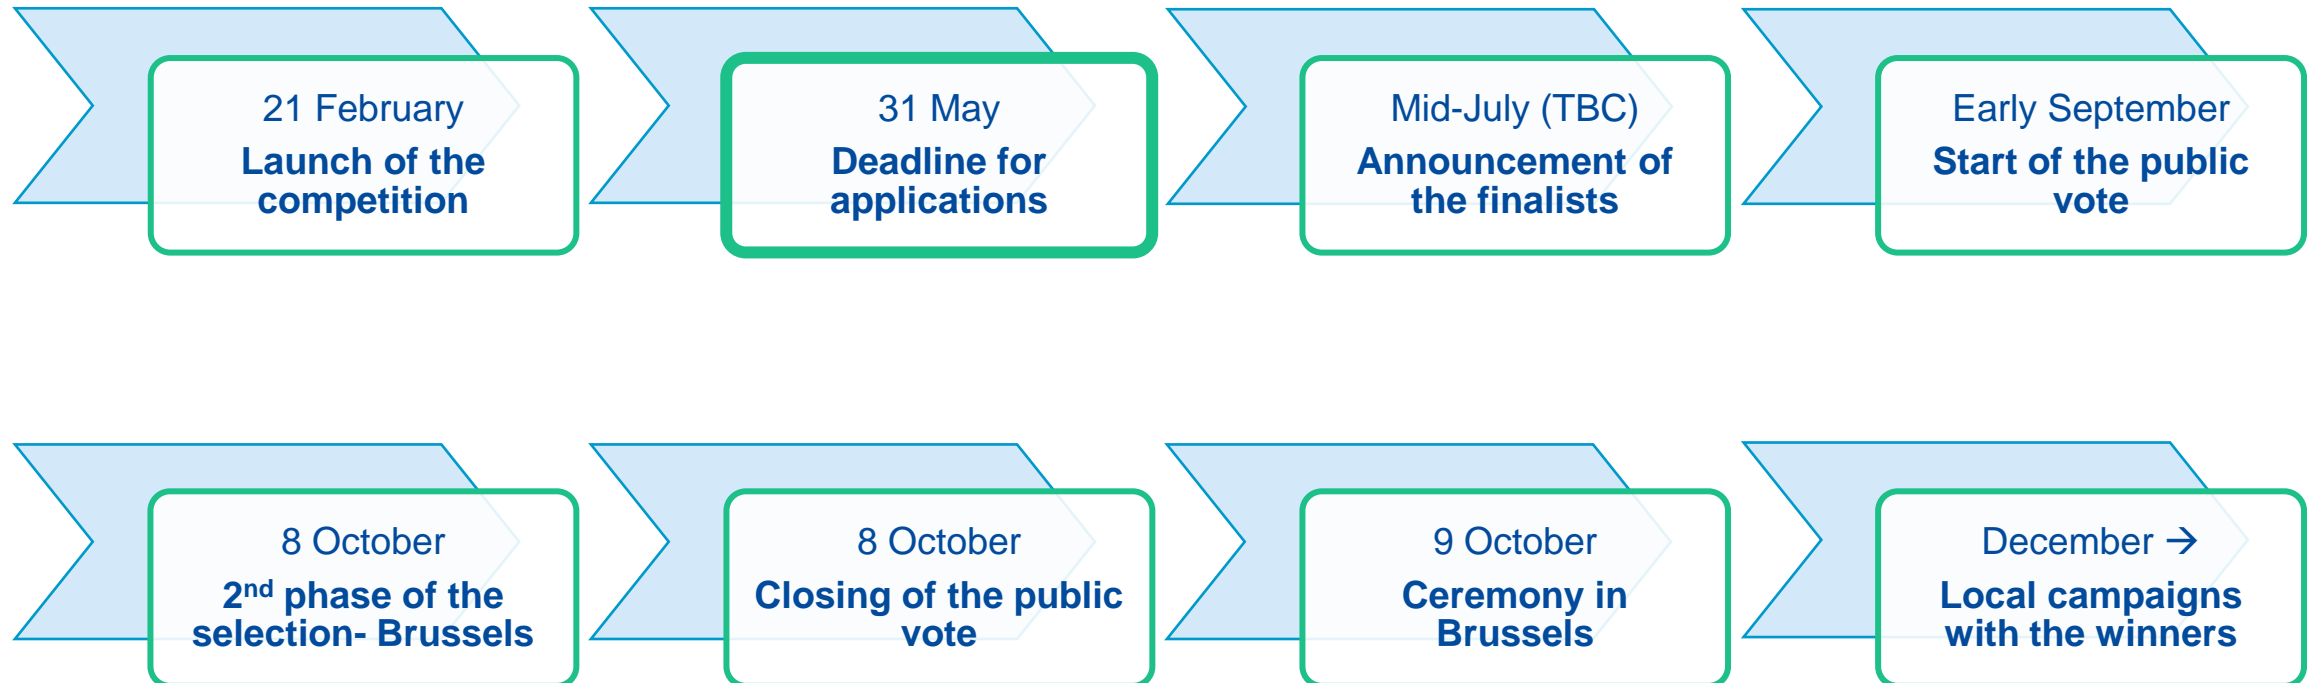 21 February
Launch of the
competition
31 May
Deadline for
applications
Mid-July (TBC)
Announcement of
the finalists
Early September
Start of the public
vote
8 October
2nd phase of the
selection- Brussels
8 October
Closing of the public
vote
9 October
Ceremony in
Brussels
December →
Local campaigns
with the winners